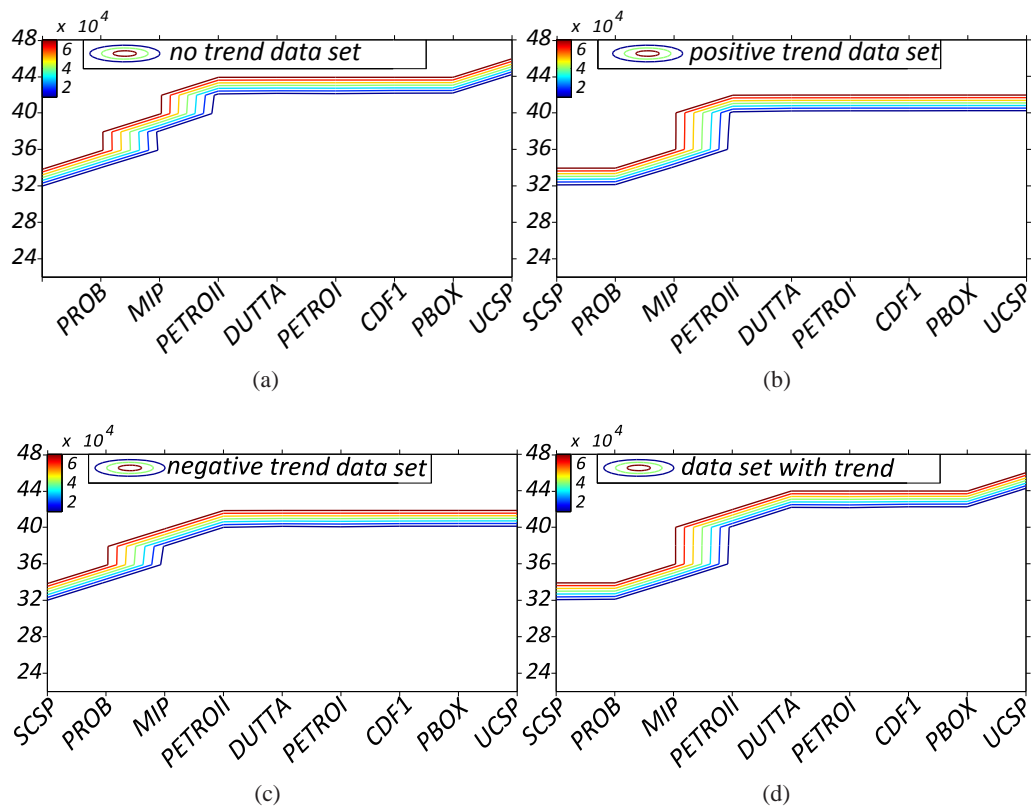 x 10^4
6
4
2
no trend data set
48
44
40
36
32
28
24
PROB
MIP
PETROII
DUTTA
PETROI
CDF1
PBOX
UCSP
(a)
x 10^4
6
4
2
positive trend data set
48
44
40
36
32
28
24
SCSP
PROB
MIP
PETROII
DUTTA
PETROI
CDF1
PBOX
UCSP
(b)
x 10^4
6
4
2
negative trend data set
48
44
40
36
32
28
24
SCSP
PROB
MIP
PETROII
DUTTA
PETROI
CDF1
PBOX
UCSP
(c)
x 10^4
6
4
2
data set with trend
48
44
40
36
32
28
24
SCSP
PROB
MIP
PETROII
DUTTA
PETROI
CDF1
PBOX
UCSP
(d)